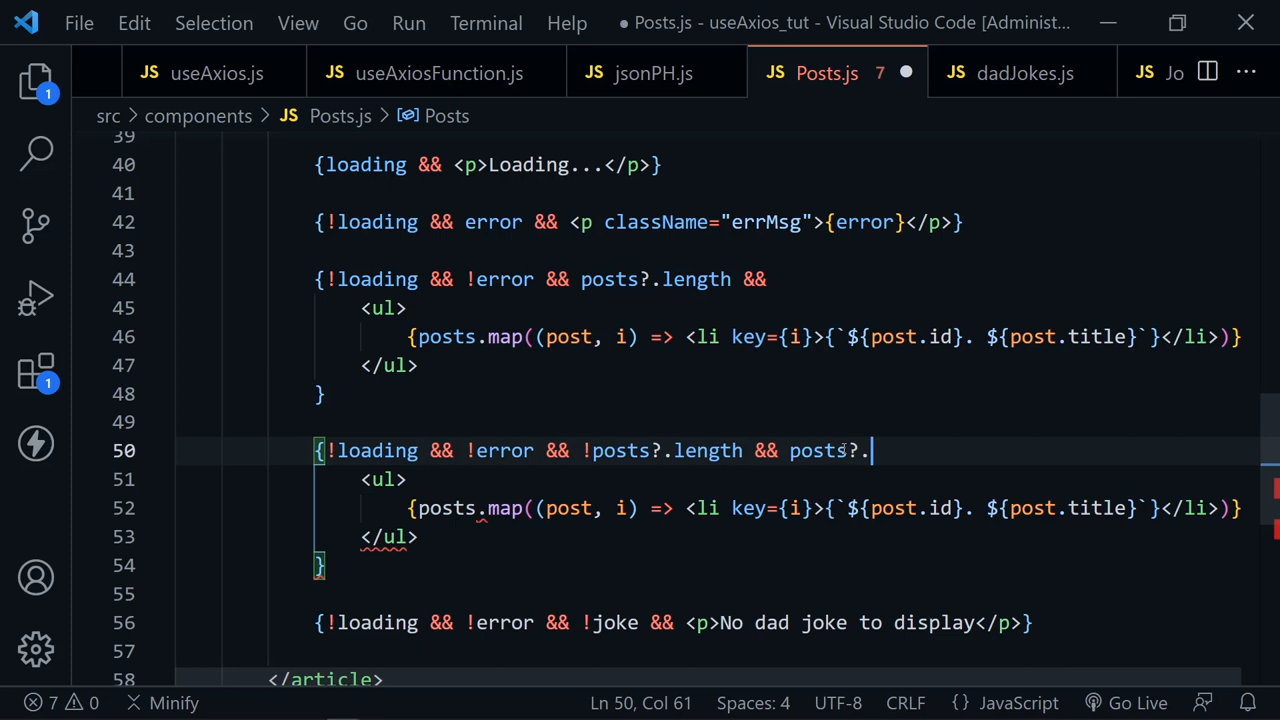 File Edit Selection View Go Run Terminal Help ● Posts.js - useAxios_tut - Visual Studio Code [Administ...
JS useAxios.js JS useAxiosFunction.js JS jsonPH.js JS Posts.js 7 JS dadJokes.js JS Jo
src > components > JS Posts.js > Posts
39
40 {loading && <p>Loading...</p>}
41
42 {!loading && error && <p className="errMsg">{error}</p>}
43
44 {!loading && !error && posts?.length &&
45 <ul>
46 {posts.map((post, i) => <li key={i}>{`${post.id}. ${post.title}`}</li>)}
47 </ul>
48 }
49
50 {!loading && !error && !posts?.length && posts?.
51 <ul>
52 {posts.map((post, i) => <li key={i}>{`${post.id}. ${post.title}`}</li>)}
53 </ul>
54 }
55
56 {!loading && !error && !joke && <p>No dad joke to display</p>}
57
58 </article>
1
1
7 0 Minify Ln 50, Col 61 Spaces: 4 UTF-8 CRLF {} JavaScript Go Live